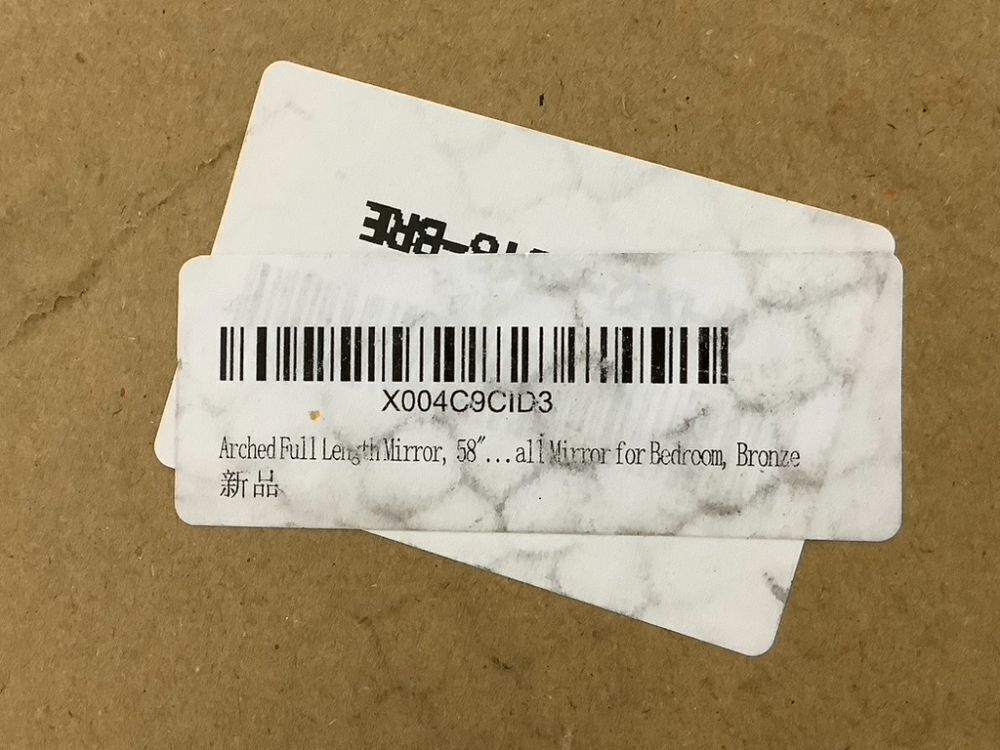 X004C9CID3
Arched Full Length Mirror, 58"...all Mirror for Bedroom, Bronze
新品